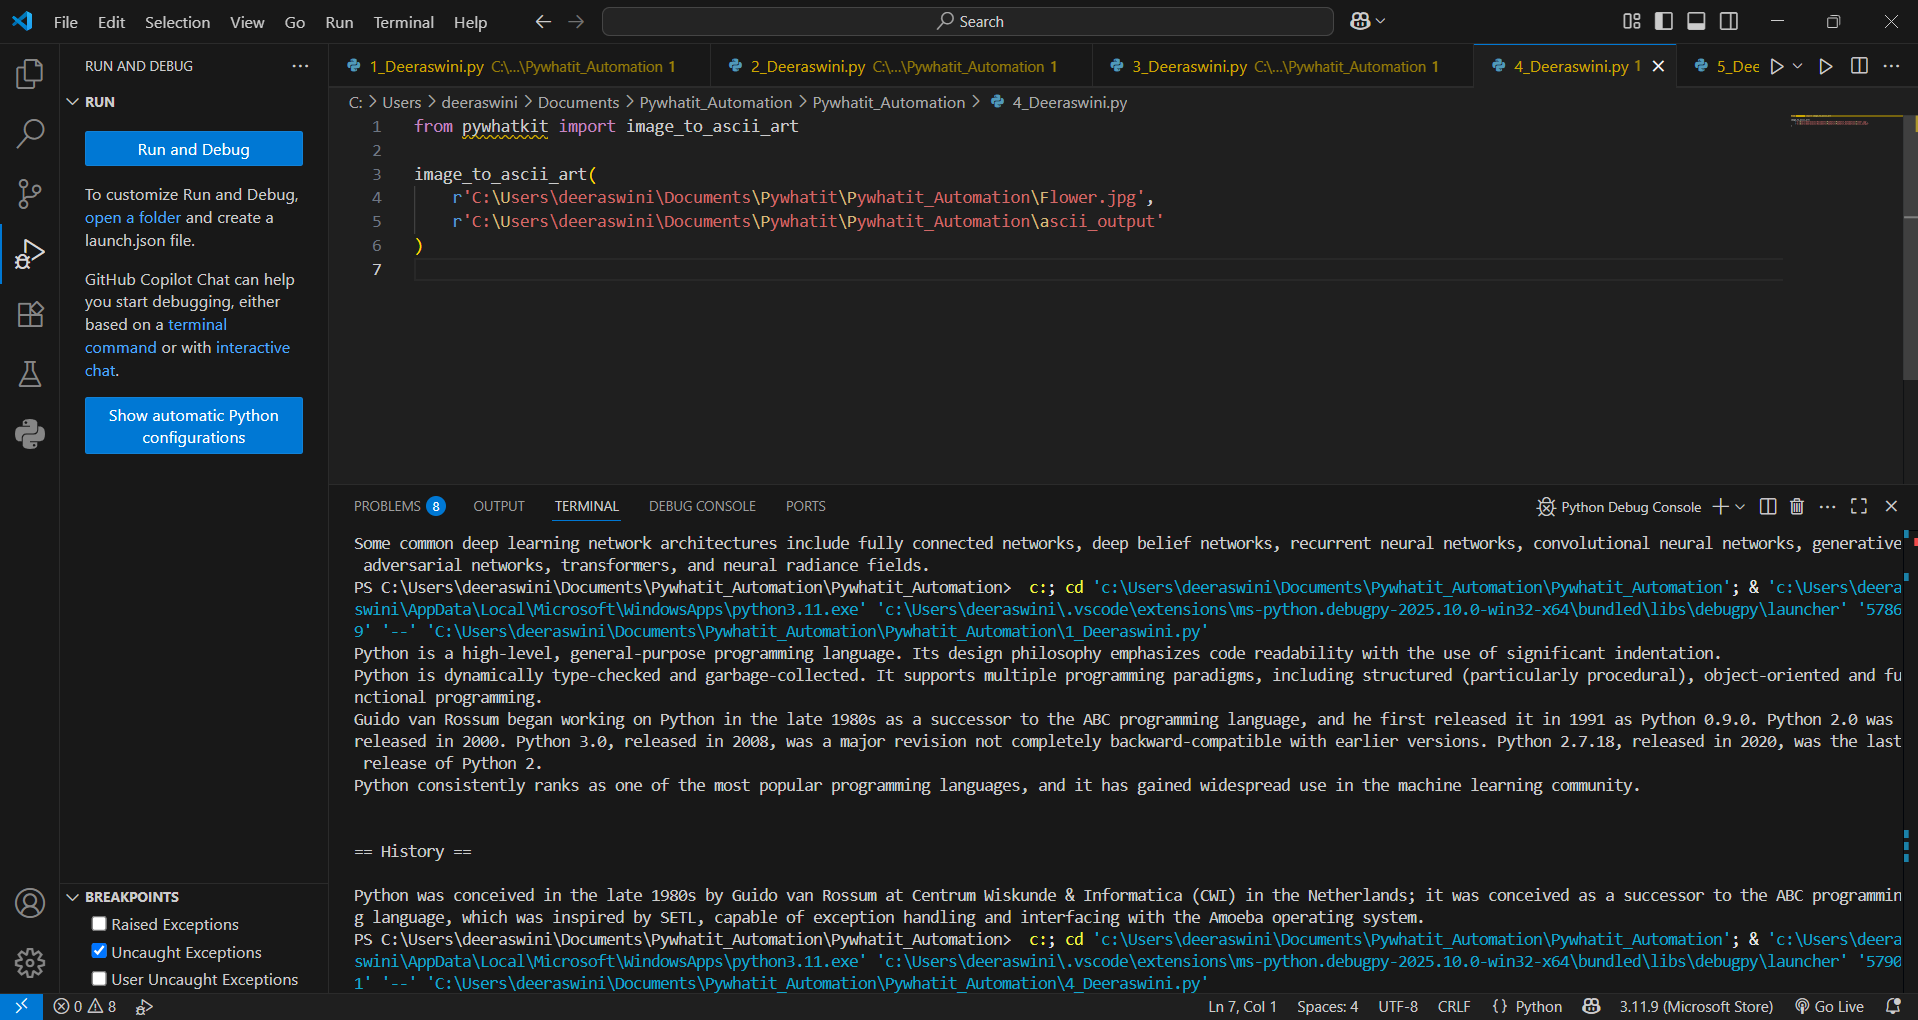 File Edit Selection View Go Run Terminal Help
Search
RUN AND DEBUG
RUN
Run and Debug
To customize Run and Debug,
open a folder and create a
launch.json file.
GitHub Copilot Chat can help
you start debugging, either
based on a terminal
command or with interactive
chat.
Show automatic Python
configurations
BREAKPOINTS
Raised Exceptions
Uncaught Exceptions
User Uncaught Exceptions
1_Deeraswini.py C:\...\Pywhatit_Automation 1
2_Deeraswini.py C:\...\Pywhatit_Automation 1
3_Deeraswini.py C:\...\Pywhatit_Automation 1
4_Deeraswini.py 1
5_Dee
C: > Users > deeraswini > Documents > Pywhatit_Automation > Pywhatit_Automation > 4_Deeraswini.py
1 from pywhatkit import image_to_ascii_art
2
3 image_to_ascii_art(
4 r'C:\Users\deeraswini\Documents\Pywhatit\Pywhatit_Automation\Flower.jpg',
5 r'C:\Users\deeraswini\Documents\Pywhatit\Pywhatit_Automation\ascii_output'
6 )
7
PROBLEMS 8 OUTPUT TERMINAL DEBUG CONSOLE PORTS
Python Debug Console
Some common deep learning network architectures include fully connected networks, deep belief networks, recurrent neural networks, convolutional neural networks, generative
adversarial networks, transformers, and neural radiance fields.
PS C:\Users\deeraswini\Documents\Pywhatit_Automation\Pywhatit_Automation> c:; cd 'c:\Users\deeraswini\Documents\Pywhatit_Automation\Pywhatit_Automation'; & 'c:\Users\deera
swini\AppData\Local\Microsoft\WindowsApps\python3.11.exe' 'c:\Users\deeraswini\.vscode\extensions\ms-python.debugpy-2025.10.0-win32-x64\bundled\libs\debugpy\launcher' '5786
9' '--' 'C:\Users\deeraswini\Documents\Pywhatit_Automation\Pywhatit_Automation\1_Deeraswini.py'
Python is a high-level, general-purpose programming language. Its design philosophy emphasizes code readability with the use of significant indentation.
Python is dynamically type-checked and garbage-collected. It supports multiple programming paradigms, including structured (particularly procedural), object-oriented and fu
nctional programming.
Guido van Rossum began working on Python in the late 1980s as a successor to the ABC programming language, and he first released it in 1991 as Python 0.9.0. Python 2.0 was
released in 2000. Python 3.0, released in 2008, was a major revision not completely backward-compatible with earlier versions. Python 2.7.18, released in 2020, was the last
release of Python 2.
Python consistently ranks as one of the most popular programming languages, and it has gained widespread use in the machine learning community.
== History ==
Python was conceived in the late 1980s by Guido van Rossum at Centrum Wiskunde & Informatica (CWI) in the Netherlands; it was conceived as a successor to the ABC programmin
g language, which was inspired by SETL, capable of exception handling and interfacing with the Amoeba operating system.
PS C:\Users\deeraswini\Documents\Pywhatit_Automation\Pywhatit_Automation> c:; cd 'c:\Users\deeraswini\Documents\Pywhatit_Automation\Pywhatit_Automation'; & 'c:\Users\deera
swini\AppData\Local\Microsoft\WindowsApps\python3.11.exe' 'c:\Users\deeraswini\.vscode\extensions\ms-python.debugpy-2025.10.0-win32-x64\bundled\libs\debugpy\launcher' '5790
1' '--' 'C:\Users\deeraswini\Documents\Pywhatit_Automation\Pywhatit_Automation\4_Deeraswini.py'
0 8
Ln 7, Col 1 Spaces: 4 UTF-8 CRLF {} Python 3.11.9 (Microsoft Store) Go Live